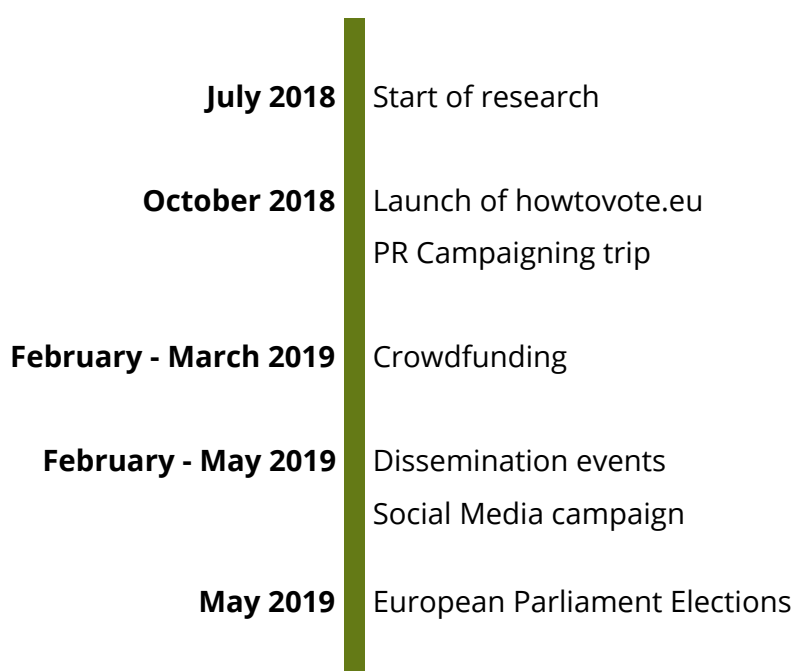 July 2018 Start of research
October 2018 Launch of howtovote.eu
PR Campaigning trip
February - March 2019 Crowdfunding
February - May 2019 Dissemination events
Social Media campaign
May 2019 European Parliament Elections